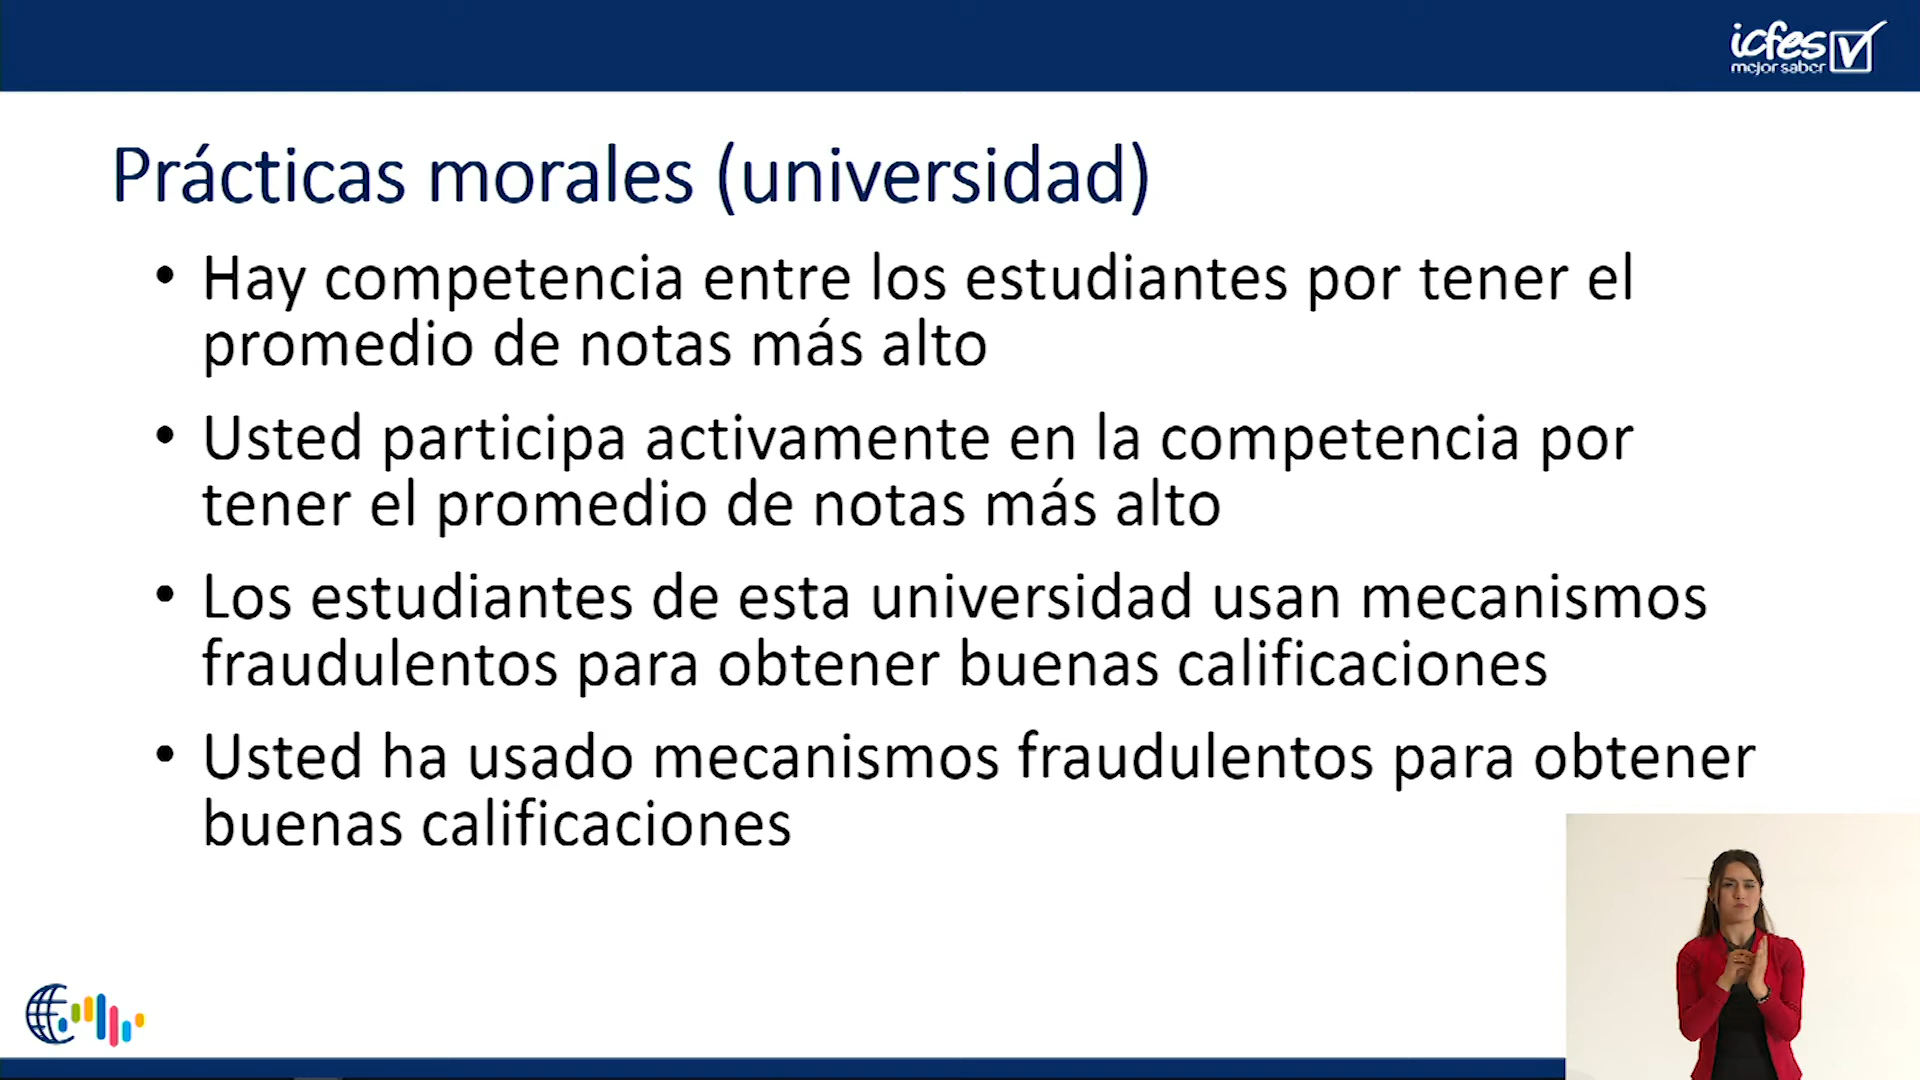 icfes
mejor saber
Prácticas morales (universidad)
• Hay competencia entre los estudiantes por tener el
promedio de notas más alto
• Usted participa activamente en la competencia por
tener el promedio de notas más alto
• Los estudiantes de esta universidad usan mecanismos
fraudulentos para obtener buenas calificaciones
• Usted ha usado mecanismos fraudulentos para obtener
buenas calificaciones